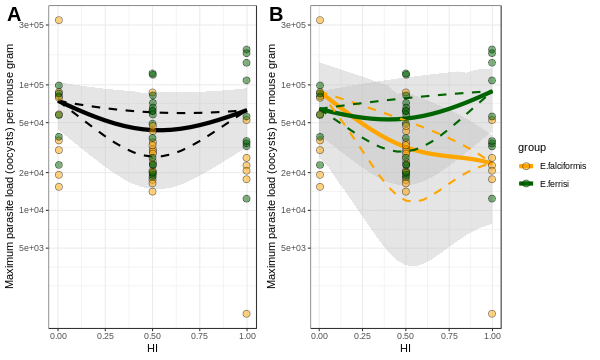 A
B
Maximum parasite load (oocysts) per mouse gram
3e+05
1e+05
5e+04
2e+04
1e+04
5e+03
0.00
0.25
0.50
0.75
1.00
HI
Maximum parasite load (oocysts) per mouse gram
3e+05
1e+05
5e+04
2e+04
1e+04
5e+03
0.00
0.25
0.50
0.75
1.00
HI
group
E.falciformis
E.ferrisi